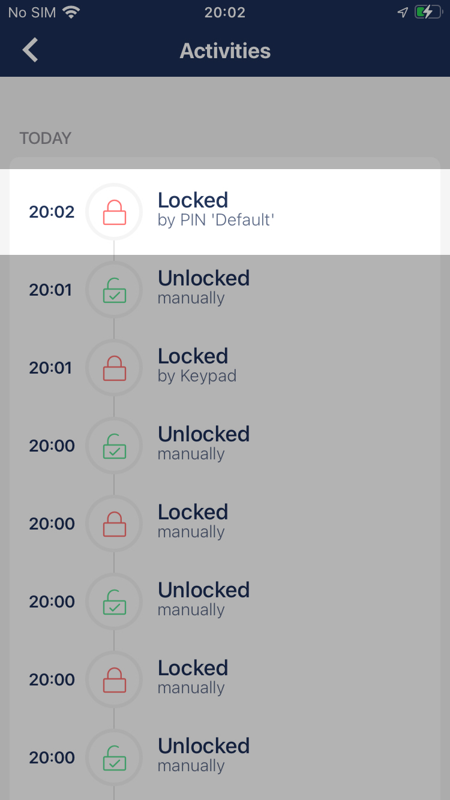 No SIM 20:02
Activities
TODAY
20:02 Locked
by PIN 'Default'
20:01 Unlocked
manually
20:01 Locked
by Keypad
20:00 Unlocked
manually
20:00 Locked
manually
20:00 Unlocked
manually
20:00 Locked
manually
20:00 Unlocked
manually